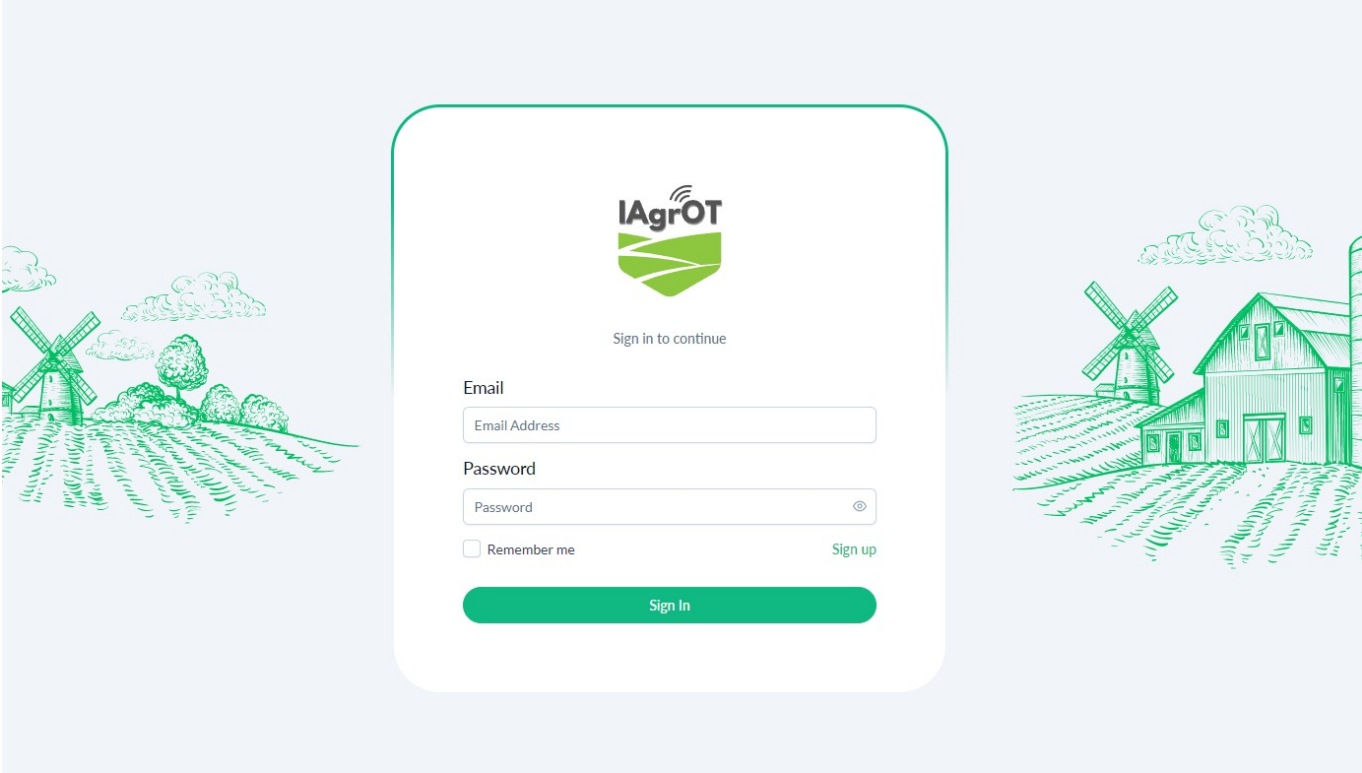 IAgrOT
Sign in to continue
Email
Email Address
Password
Password
Remember me
Sign up
Sign In